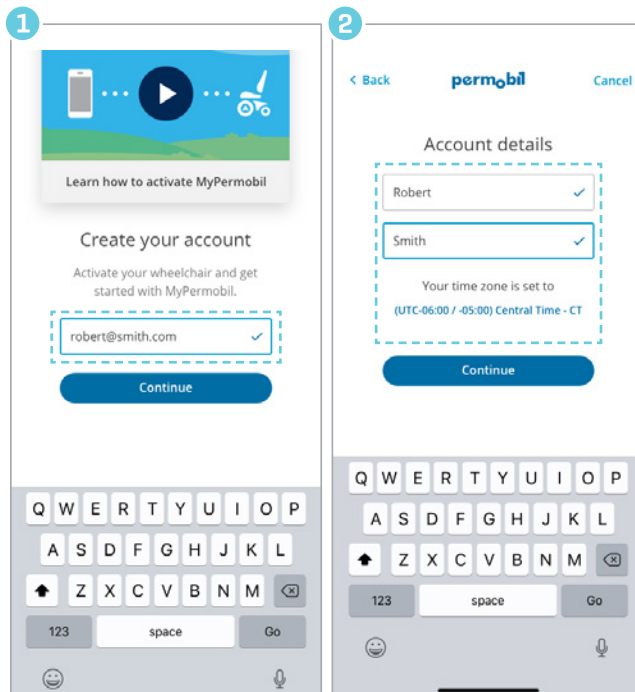 1
Learn how to activate MyPermobil
Create your account
Activate your wheelchair and get
started with MyPermobil.
robert@smith.com
Continue
Q W E R T Y U I O P
A S D F G H J K L
Z X C V B N M
123 space Go
2
< Back permobil Cancel
Account details
Robert
Smith
Your time zone is set to
(UTC-06:00 / -05:00) Central Time - CT
Continue
Q W E R T Y U I O P
A S D F G H J K L
Z X C V B N M
123 space Go